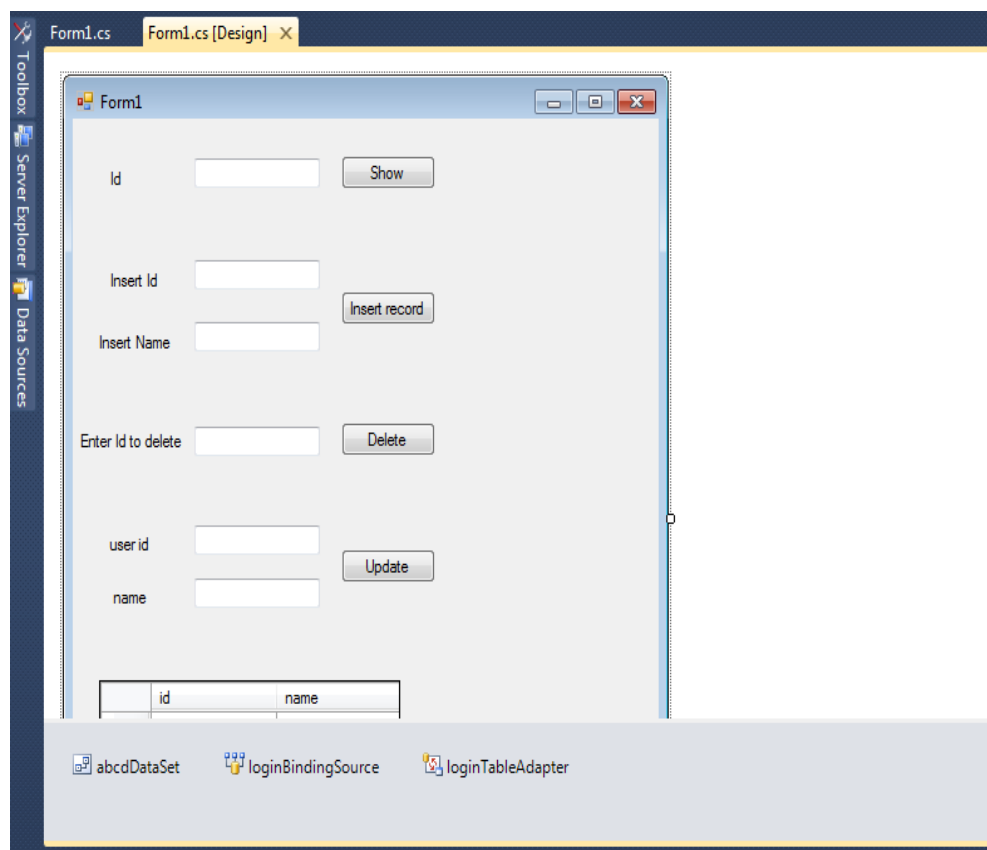 Form1.cs
Form1.cs [Design]
Toolbox
Server Explorer
Data Sources
Form1
Id
Show
Insert Id
Insert record
Insert Name
Enter Id to delete
Delete
user id
Update
name
id name
abcdDataSet
loginBindingSource
loginTableAdapter